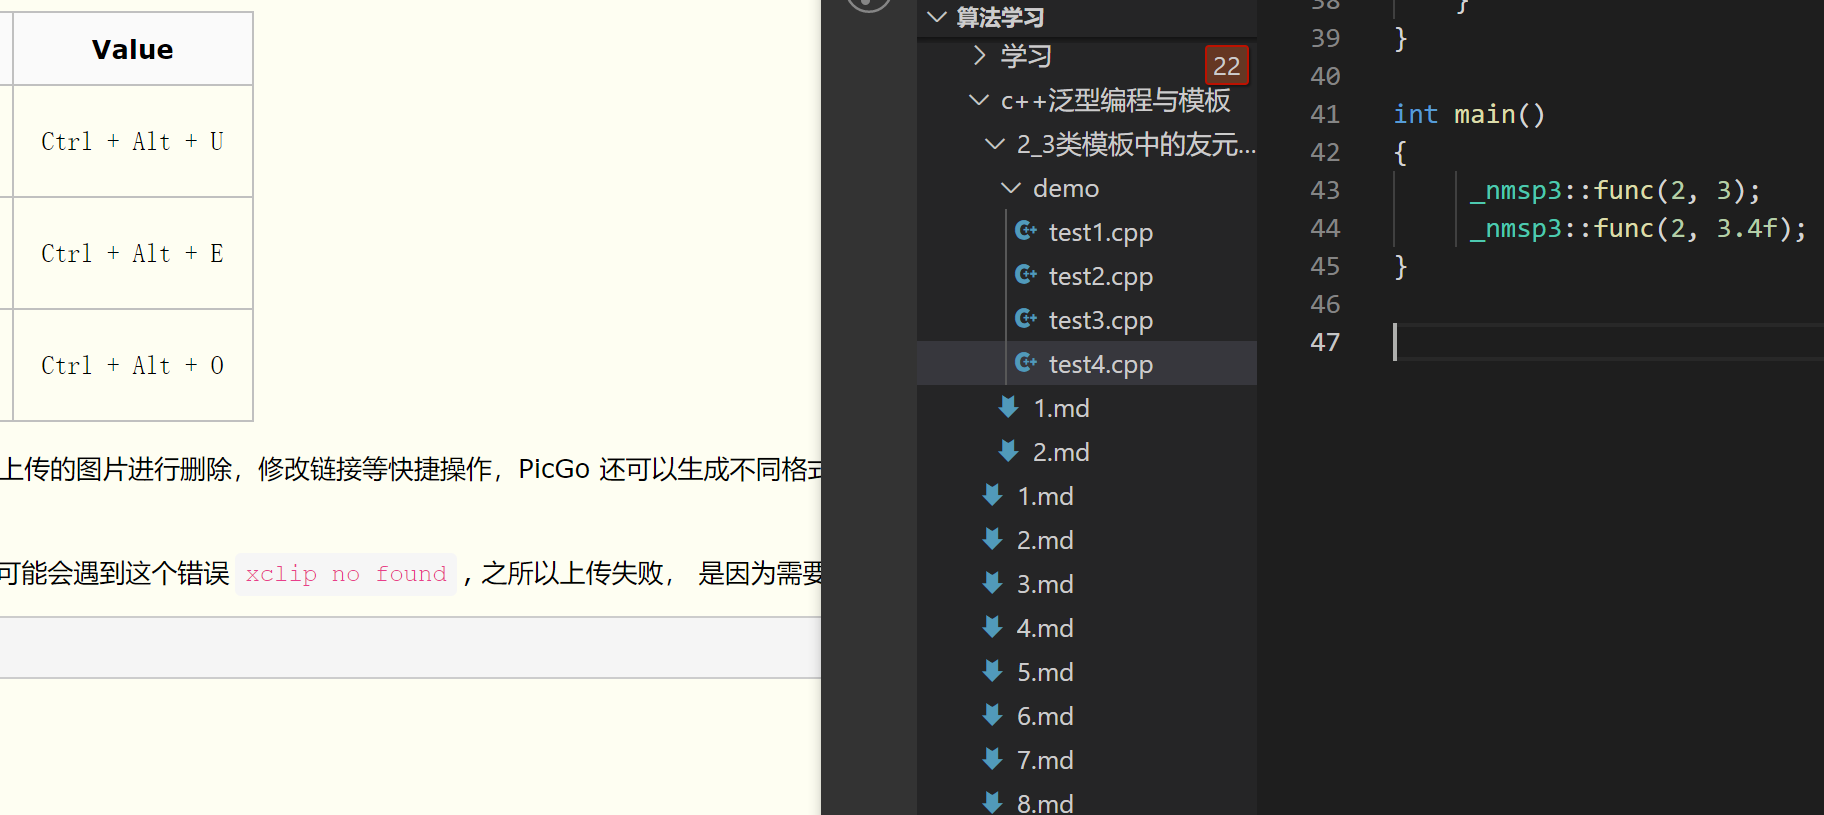 Value
Ctrl + Alt + U
Ctrl + Alt + E
Ctrl + Alt + O
上传的图片进行删除，修改链接等快捷操作，PicGo 还可以生成不同格式
可能会遇到这个错误 xclip no found , 之所以上传失败， 是因为需要
算法学习
学习
22
c++泛型编程与模板
2_3类模板中的友元...
demo
test1.cpp
test2.cpp
test3.cpp
test4.cpp
1.md
2.md
1.md
2.md
3.md
4.md
5.md
6.md
7.md
8.md
38 }
39 }
40
41 int main()
42 {
43 _nmsp3::func(2, 3);
44 _nmsp3::func(2, 3.4f);
45 }
46
47